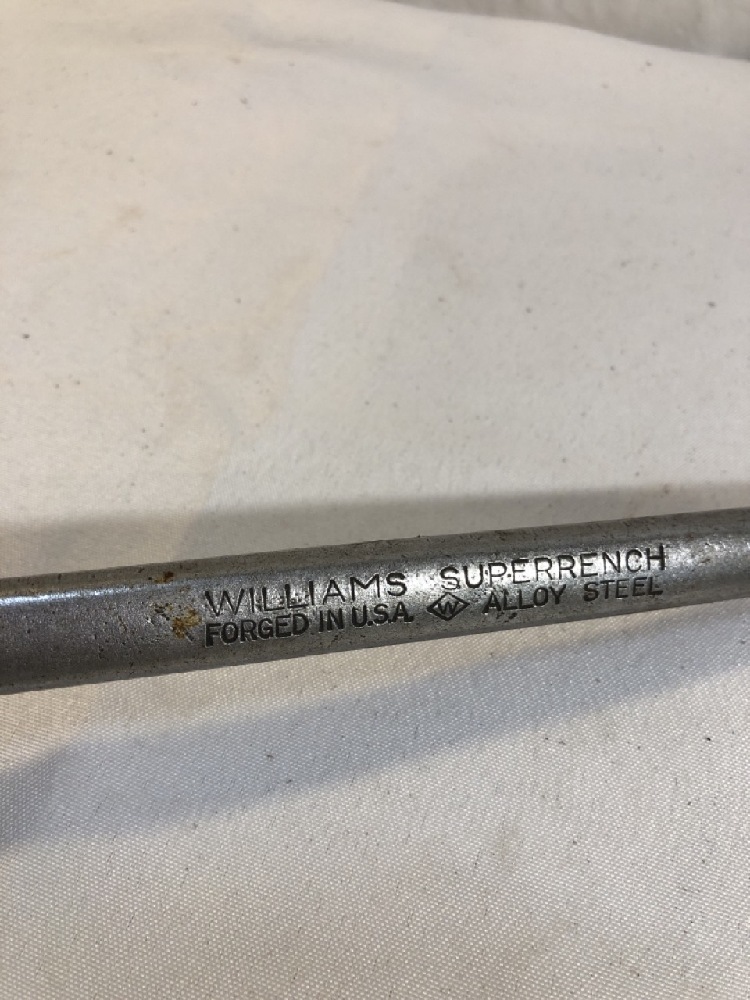 WILLIAMS SUPERRENCH
FORGED IN U.S.A. W ALLOY STEEL